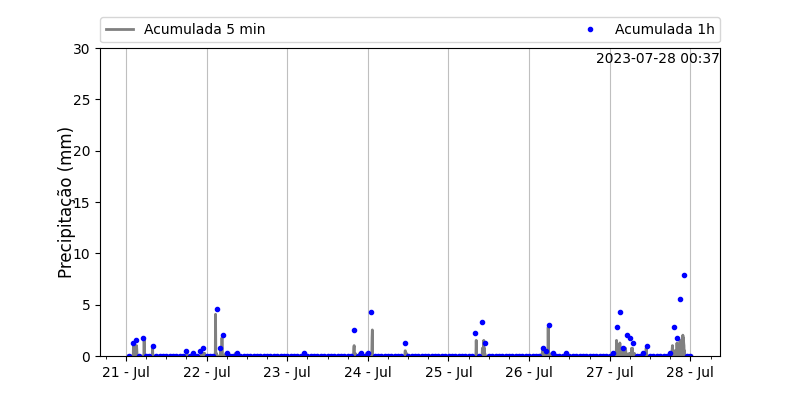 Acumulada 5 min
Acumulada 1h
2023-07-28 00:37
Precipitação (mm)
30
25
20
15
10
5
0
21 - Jul
22 - Jul
23 - Jul
24 - Jul
25 - Jul
26 - Jul
27 - Jul
28 - Jul